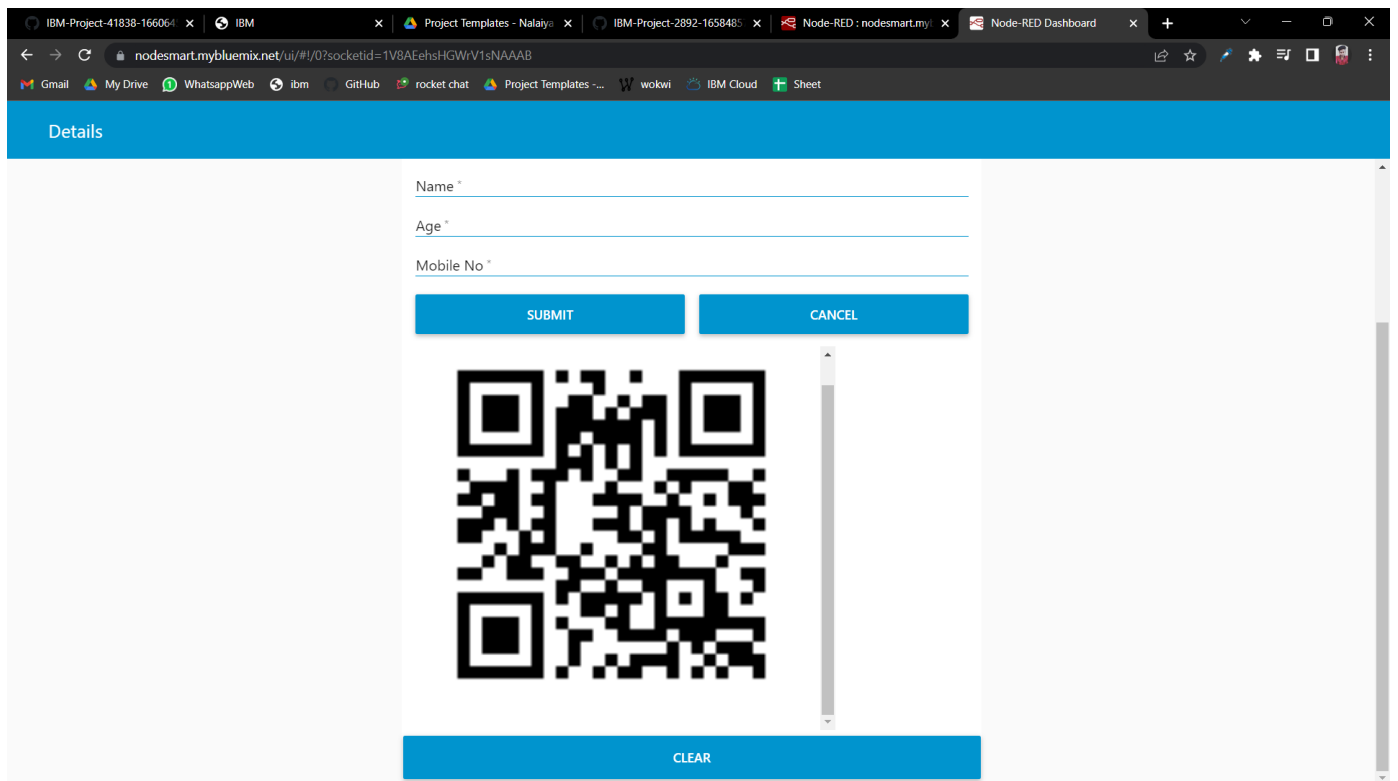 IBM-Project-41838-166064
IBM
Project Templates - Nalaiya
IBM-Project-2892-1658485
Node-RED : nodesmart.myb
Node-RED Dashboard
nodesmart.mybluemix.net/ui/#!/0?socketid=1V8AEehsHGWrV1sNAAAB
Gmail
My Drive
WhatsappWeb
ibm
GitHub
rocket chat
Project Templates -...
wokwi
IBM Cloud
Sheet
Details
Name *
Age *
Mobile No *
SUBMIT
CANCEL
CLEAR